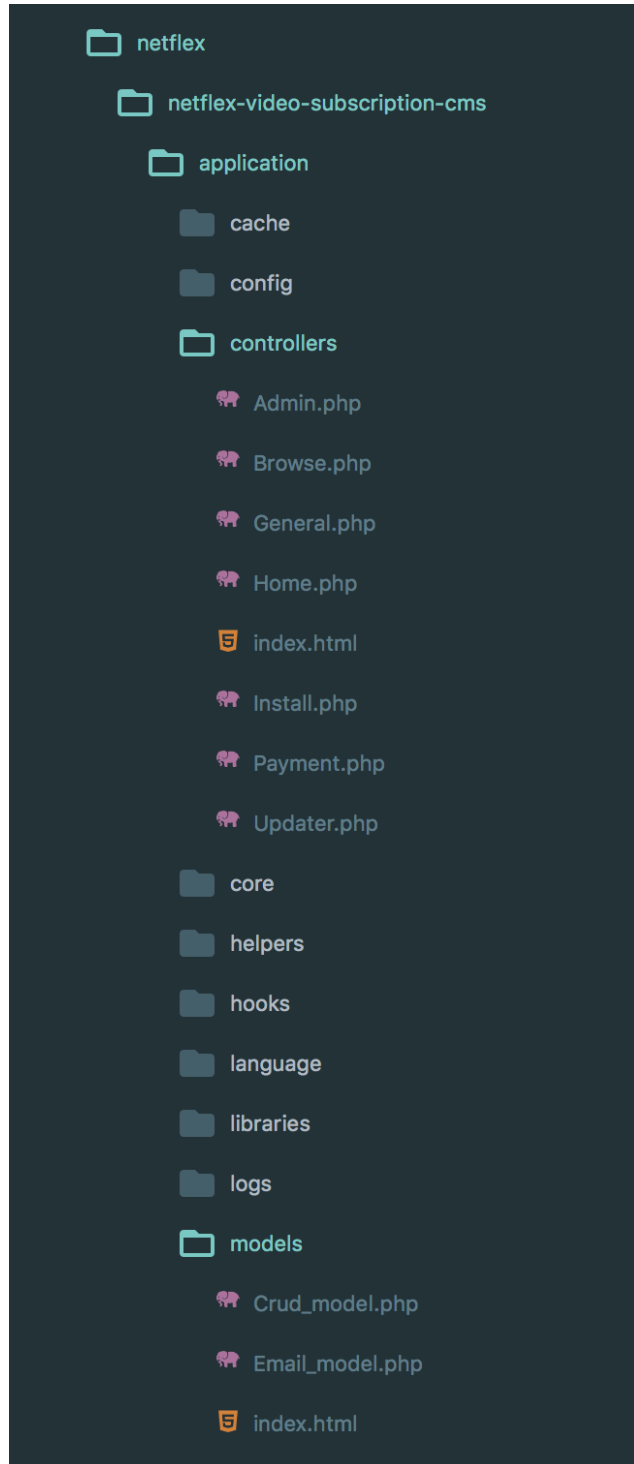 netflex
netflex-video-subscription-cms
application
cache
config
controllers
Admin.php
Browse.php
General.php
Home.php
index.html
Install.php
Payment.php
Updater.php
core
helpers
hooks
language
libraries
logs
models
Crud_model.php
Email_model.php
index.html